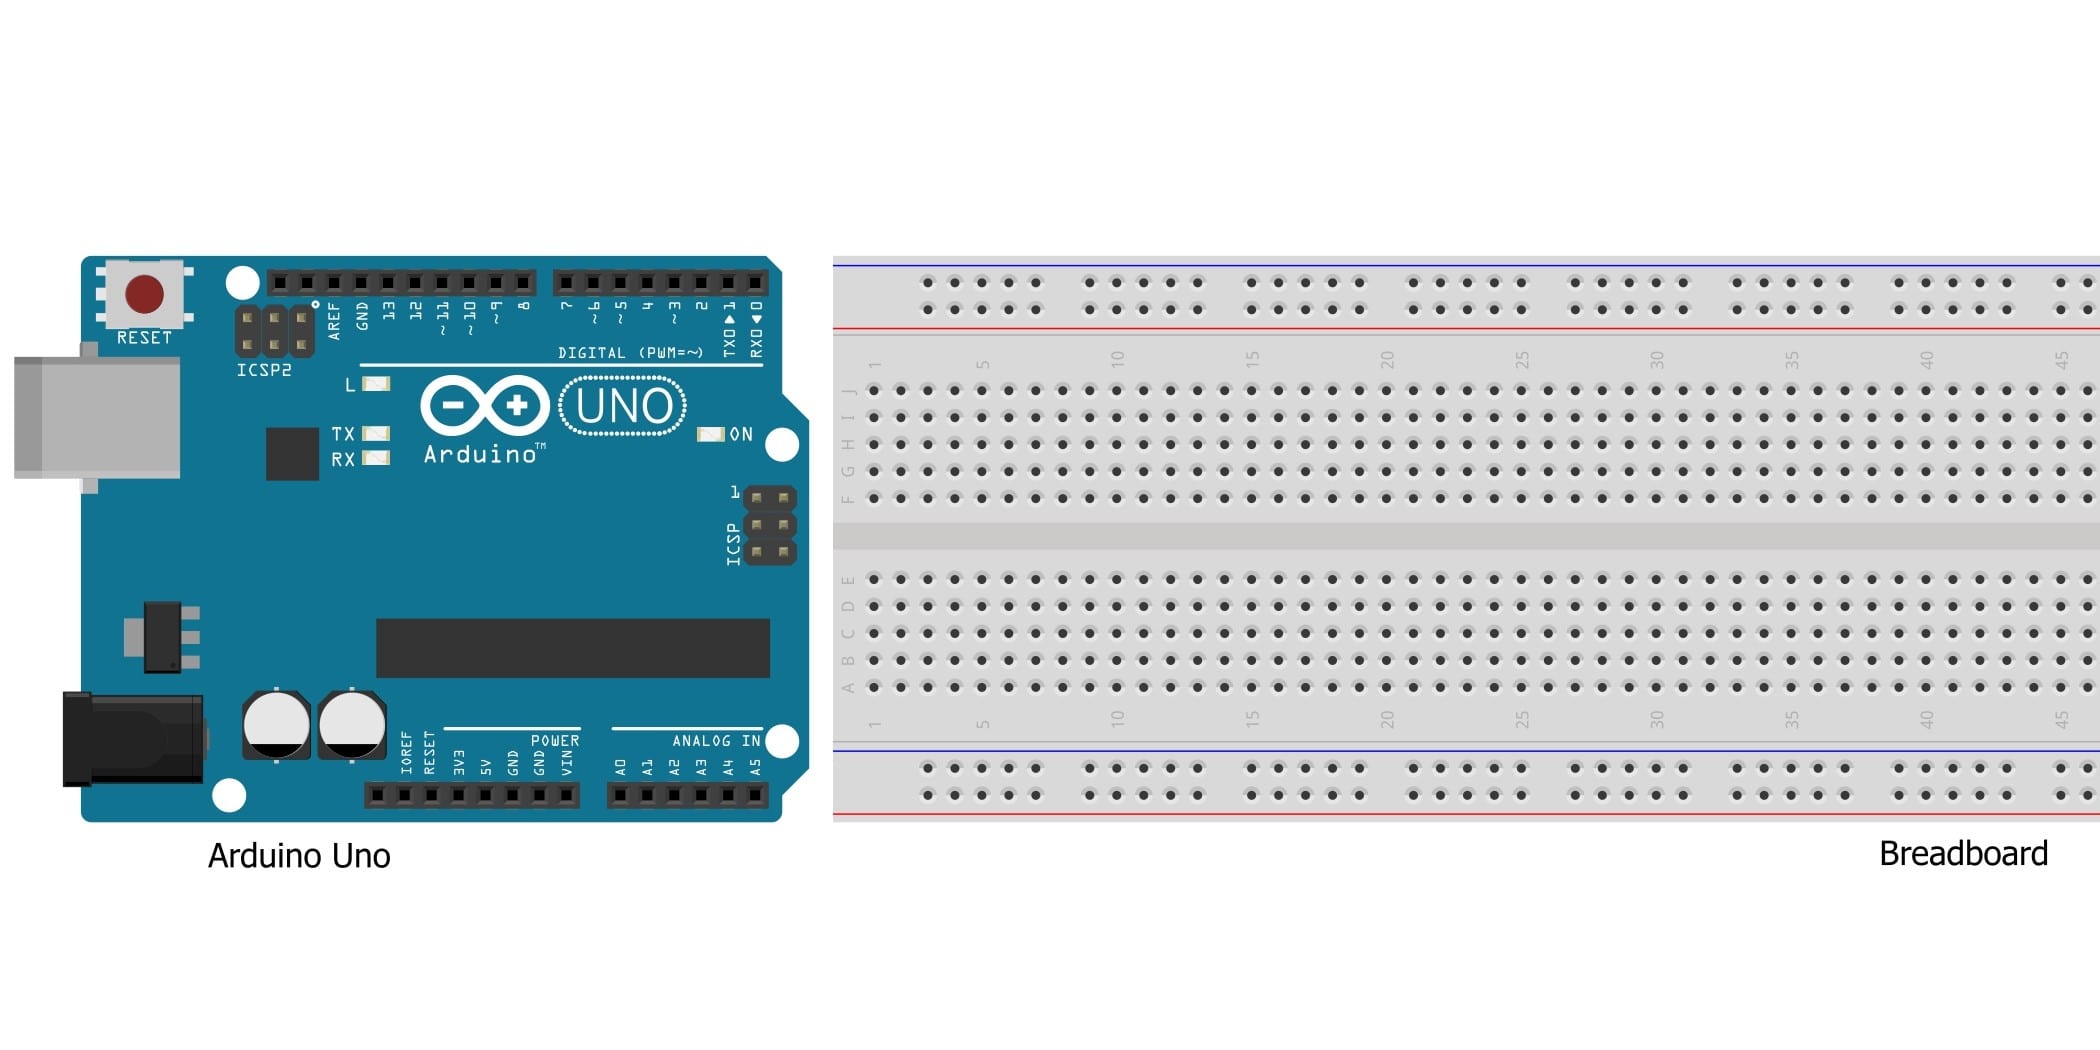 RESET
ICSP2
AREF
GND
13
12
~11
~10
~9
8
7
~6
~5
4
~3
2
TX0▶1
RX0◀0
DIGITAL (PWM=~)
L
TX
RX
Arduino™
UNO
ON
1
ICSP
IOREF
RESET
3V3
5V
GND
GND
VIN
POWER
A0
A1
A2
A3
A4
A5
ANALOG IN
Arduino Uno
1 5 10 15 20 25 30 35 40 45
J
I
H
G
F
E
D
C
B
A
1 5 10 15 20 25 30 35 40 45
Breadboard